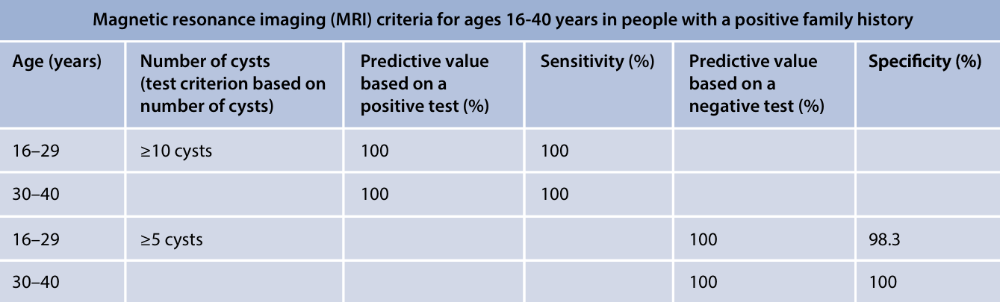 Magnetic resonance imaging (MRI) criteria for ages 16-40 years in people with a positive family history
Age (years) Number of cysts (test criterion based on number of cysts) Predictive value based on a positive test (%) Sensitivity (%) Predictive value based on a negative test (%) Specificity (%)
16–29 ≥10 cysts 100 100
30–40 100 100
16–29 ≥5 cysts 100 98.3
30–40 100 100